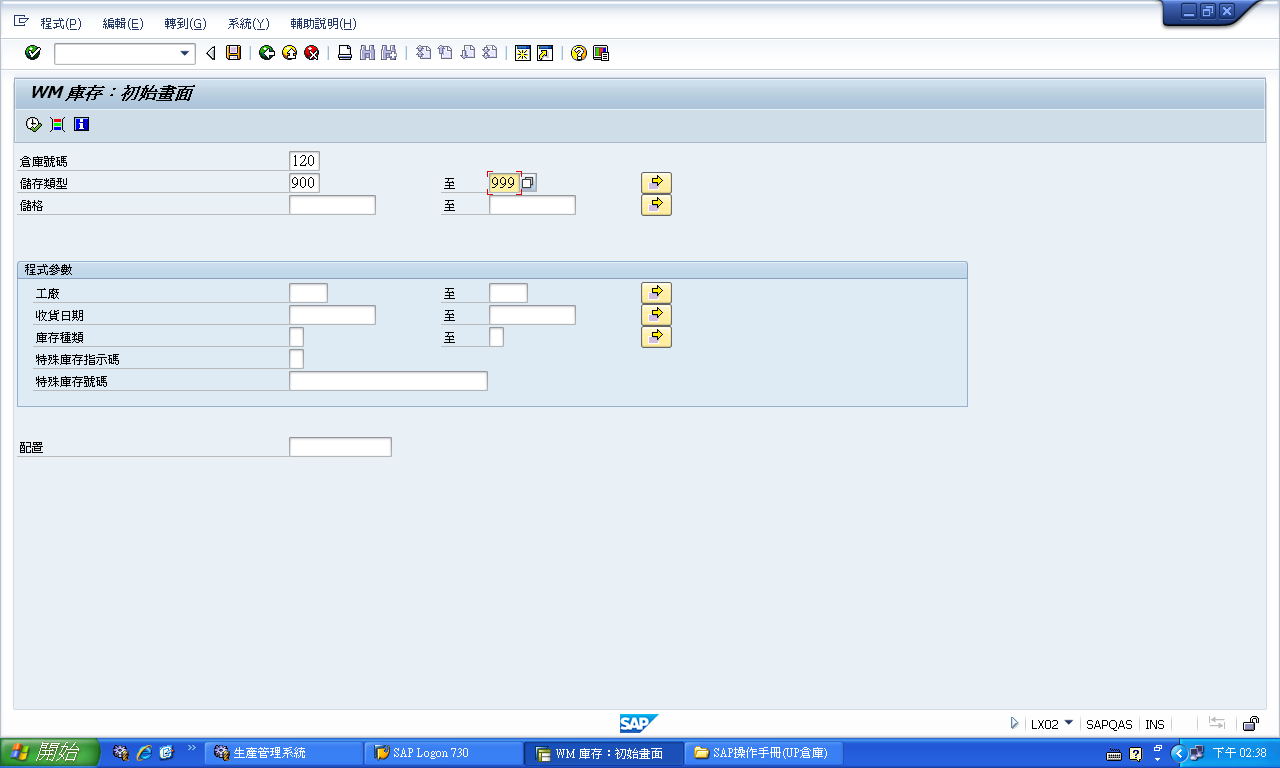 程式(P) 編輯(E) 轉到(G) 系統(Y) 輔助說明(H)
WM 庫存：初始畫面
倉庫號碼 120
儲存類型 900 至 999
儲格 至
程式參數
工廠 至
收貨日期 至
庫存種類 至
特殊庫存指示碼
特殊庫存號碼
配置
SAP
LX02 SAPQAS INS
開始 生產管理系統 SAP Logon 730 WM 庫存：初始畫面 SAP操作手冊(UP倉庫) 下午 02:38